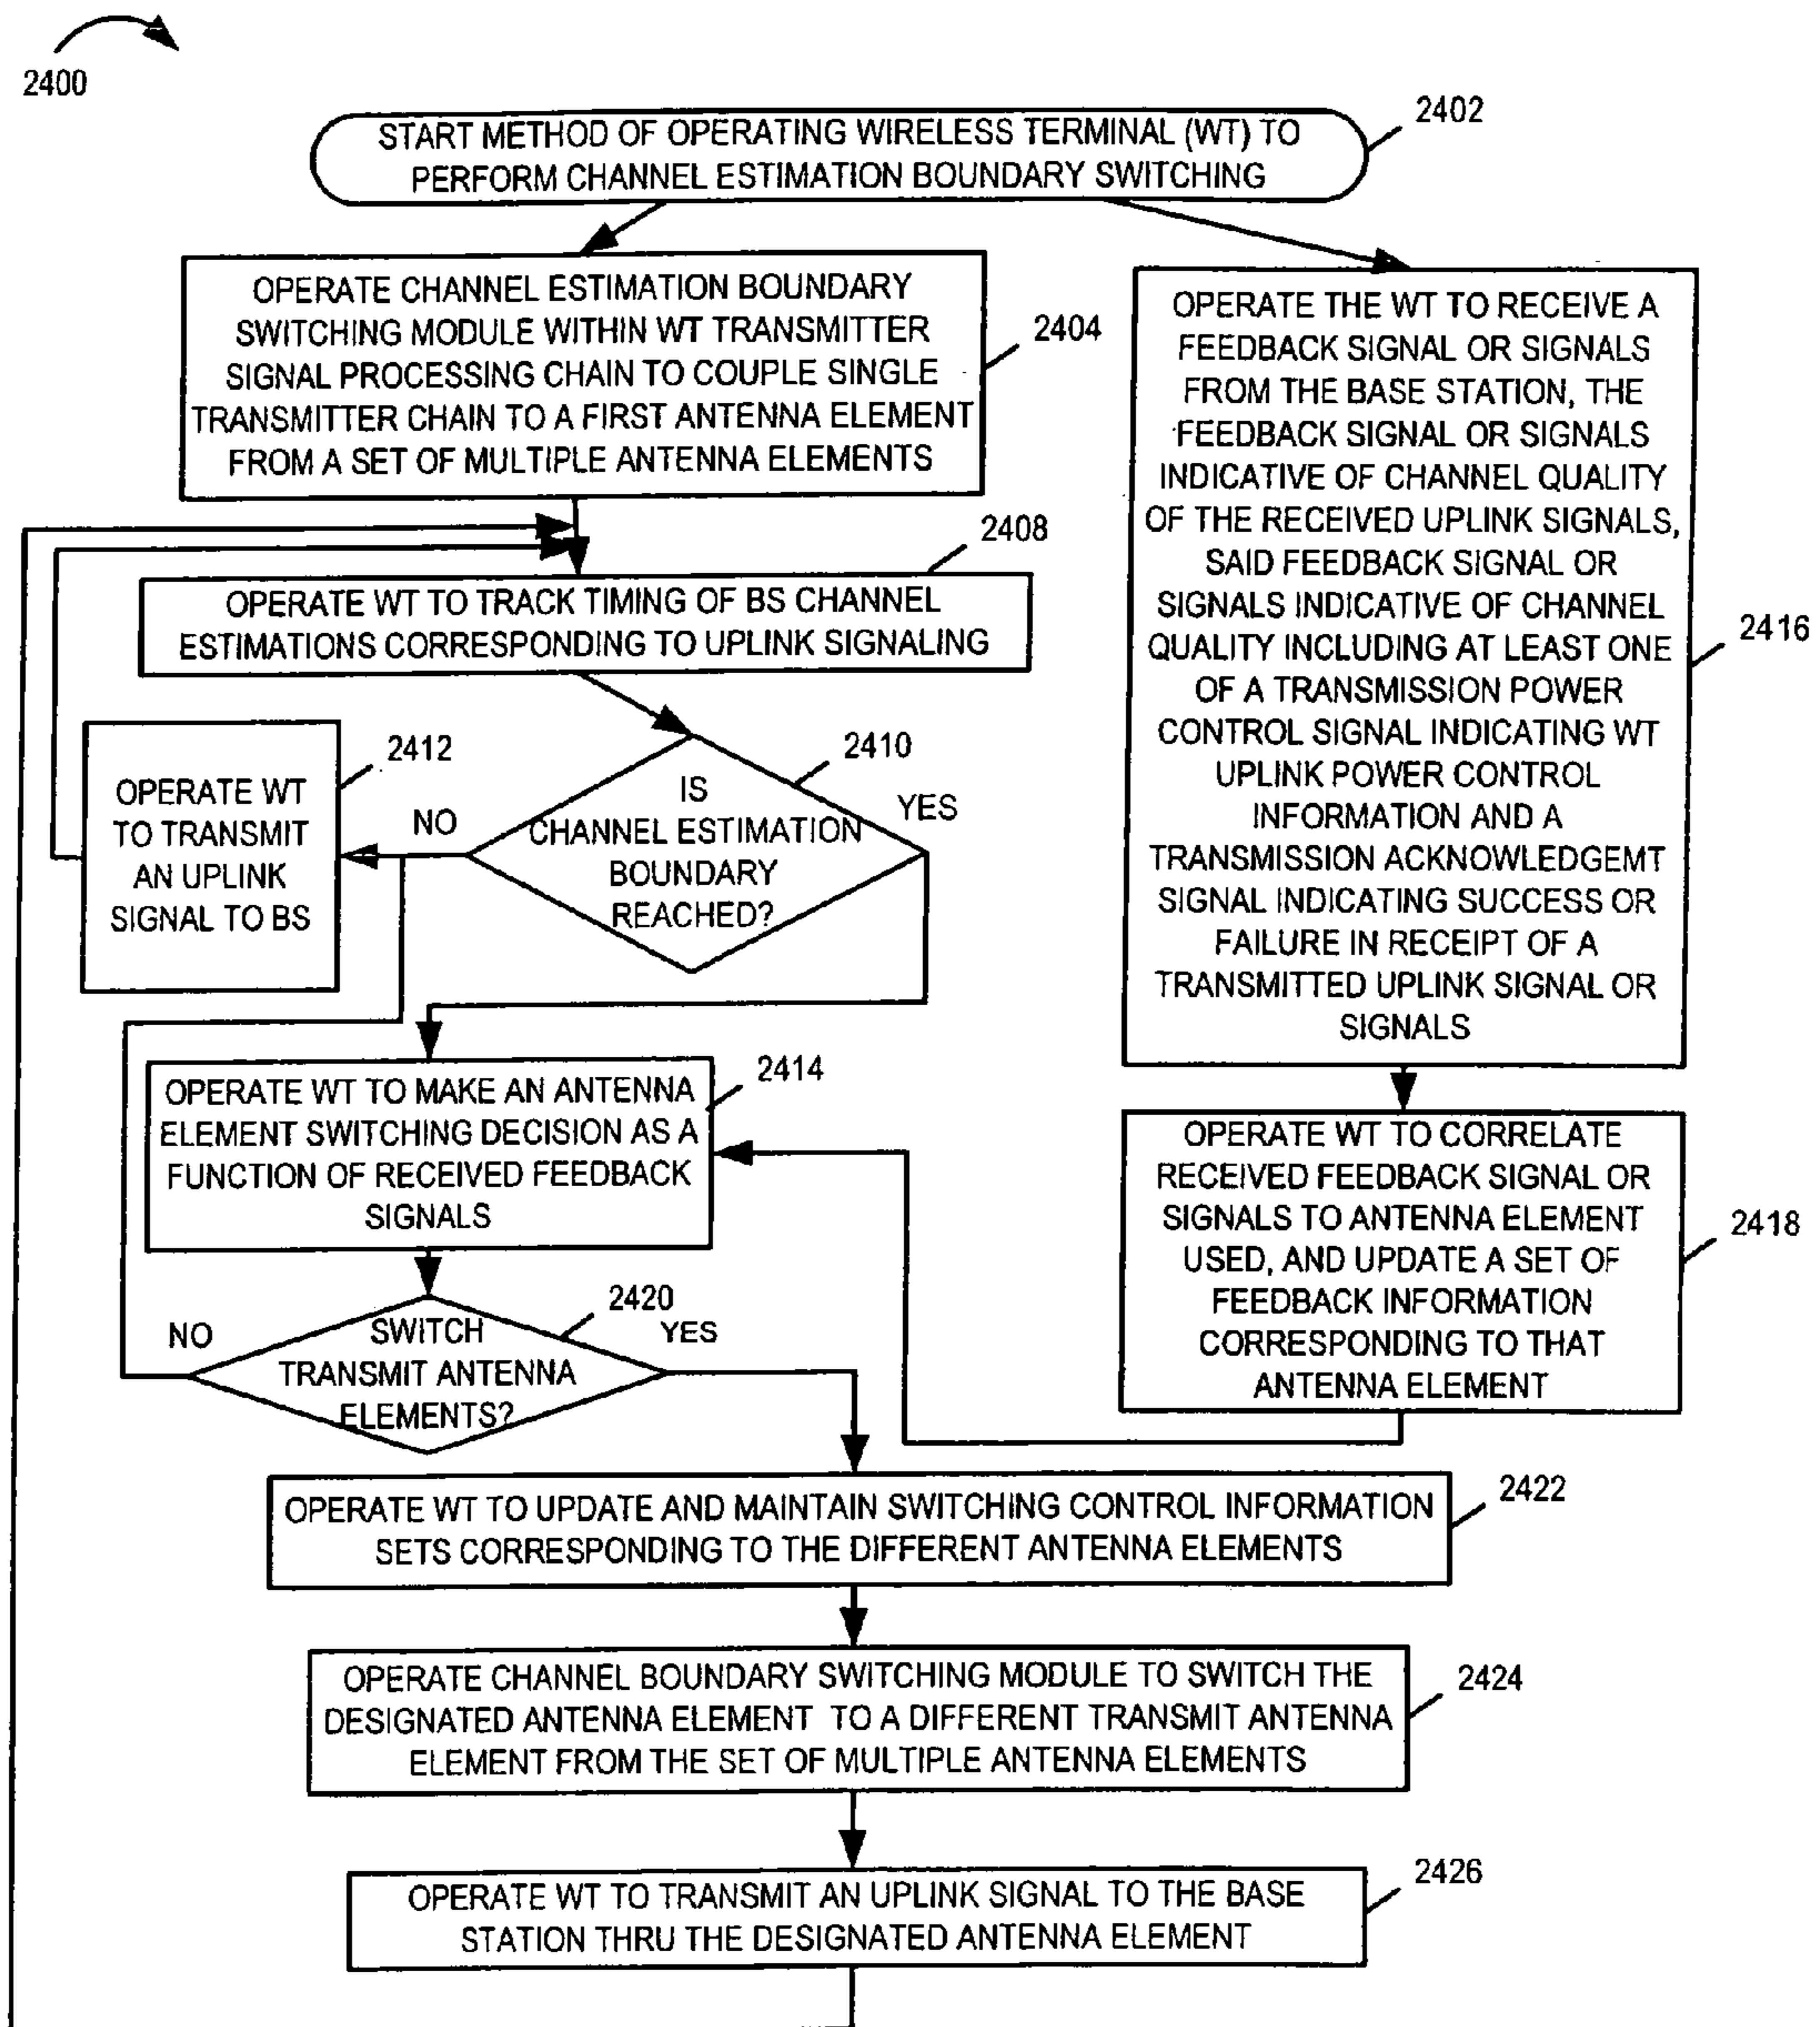 2400
2402
START METHOD OF OPERATING WIRELESS TERMINAL (WT) TO
PERFORM CHANNEL ESTIMATION BOUNDARY SWITCHING
OPERATE CHANNEL ESTIMATION BOUNDARY
SWITCHING MODULE WITHIN WT TRANSMITTER
SIGNAL PROCESSING CHAIN TO COUPLE SINGLE
TRANSMITTER CHAIN TO A FIRST ANTENNA ELEMENT
FROM A SET OF MULTIPLE ANTENNA ELEMENTS
2404
2408
OPERATE WT TO TRACK TIMING OF BS CHANNEL
ESTIMATIONS CORRESPONDING TO UPLINK SIGNALING
2410
IS
CHANNEL ESTIMATION
BOUNDARY
REACHED?
NO
YES
2412
OPERATE WT
TO TRANSMIT
AN UPLINK
SIGNAL TO BS
2414
OPERATE WT TO MAKE AN ANTENNA
ELEMENT SWITCHING DECISION AS A
FUNCTION OF RECEIVED FEEDBACK
SIGNALS
2420
NO
YES
SWITCH
TRANSMIT ANTENNA
ELEMENTS?
OPERATE THE WT TO RECEIVE A
FEEDBACK SIGNAL OR SIGNALS
FROM THE BASE STATION, THE
FEEDBACK SIGNAL OR SIGNALS
INDICATIVE OF CHANNEL QUALITY
OF THE RECEIVED UPLINK SIGNALS,
SAID FEEDBACK SIGNAL OR
SIGNALS INDICATIVE OF CHANNEL
QUALITY INCLUDING AT LEAST ONE
OF A TRANSMISSION POWER
CONTROL SIGNAL INDICATING WT
UPLINK POWER CONTROL
INFORMATION AND A
TRANSMISSION ACKNOWLEDGEMT
SIGNAL INDICATING SUCCESS OR
FAILURE IN RECEIPT OF A
TRANSMITTED UPLINK SIGNAL OR
SIGNALS
2416
OPERATE WT TO CORRELATE
RECEIVED FEEDBACK SIGNAL OR
SIGNALS TO ANTENNA ELEMENT
USED, AND UPDATE A SET OF
FEEDBACK INFORMATION
CORRESPONDING TO THAT
ANTENNA ELEMENT
2418
2422
OPERATE WT TO UPDATE AND MAINTAIN SWITCHING CONTROL INFORMATION
SETS CORRESPONDING TO THE DIFFERENT ANTENNA ELEMENTS
2424
OPERATE CHANNEL BOUNDARY SWITCHING MODULE TO SWITCH THE
DESIGNATED ANTENNA ELEMENT TO A DIFFERENT TRANSMIT ANTENNA
ELEMENT FROM THE SET OF MULTIPLE ANTENNA ELEMENTS
2426
OPERATE WT TO TRANSMIT AN UPLINK SIGNAL TO THE BASE
STATION THRU THE DESIGNATED ANTENNA ELEMENT